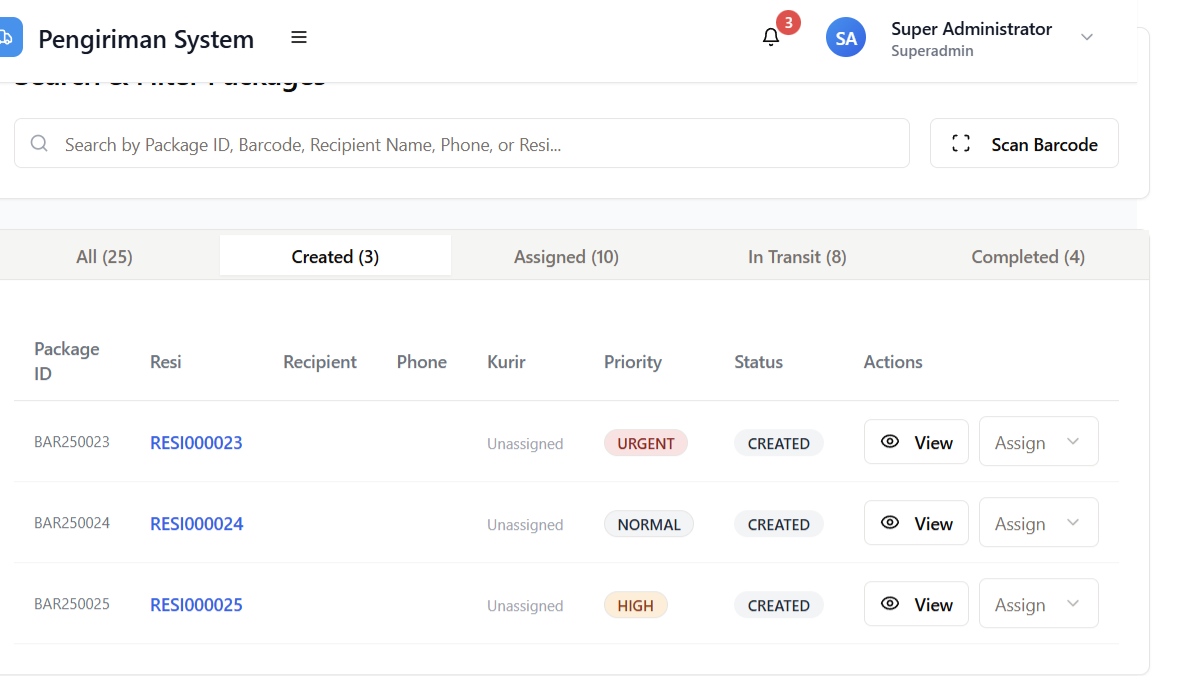 Pengiriman System
3
SA
Super Administrator
Superadmin
Search & Filter Packages
Search by Package ID, Barcode, Recipient Name, Phone, or Resi...
Scan Barcode
All (25)
Created (3)
Assigned (10)
In Transit (8)
Completed (4)
Package
ID
Resi
Recipient
Phone
Kurir
Priority
Status
Actions
BAR250023
RESI000023
Unassigned
URGENT
CREATED
View
Assign
BAR250024
RESI000024
Unassigned
NORMAL
CREATED
View
Assign
BAR250025
RESI000025
Unassigned
HIGH
CREATED
View
Assign